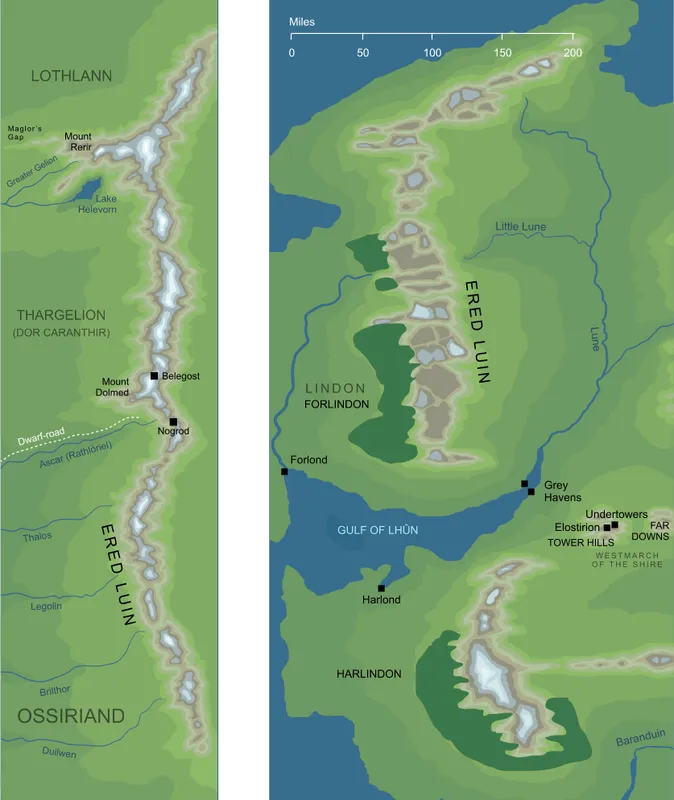 LOTHLANN
Maglor's
Gap
Mount
Rerir
Greater Gelion
Lake
Helevorn
THARGELION
(DOR CARANTHIR)
Belegost
Mount
Dolmed
Nogrod
Dwarf-road
Ascar (Rathlóriel)
Thalos
ERED LUIN
Legolin
Brilthor
OSSIRIAND
Duilwen
Miles
0 50 100 150 200
Little Lune
ERED LUIN
Lune
LINDON
FORLINDON
Forlond
Grey
Havens
GULF OF LHÛN
Undertowers
Elostirion
FAR
DOWNS
TOWER HILLS
WESTMARCH
OF THE SHIRE
Harlond
HARLINDON
Baranduin